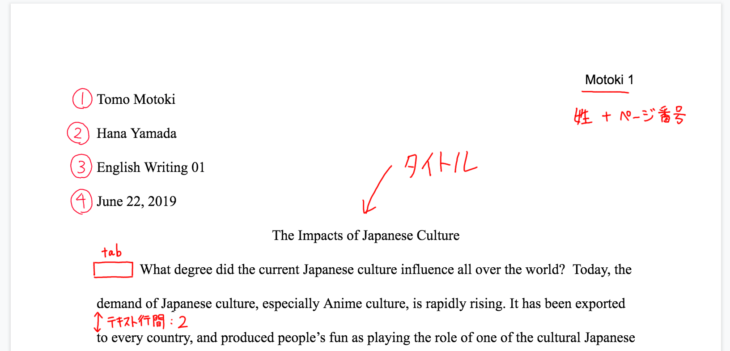 Motoki 1
姓 + ページ番号
① Tomo Motoki
② Hana Yamada
③ English Writing 01
④ June 22, 2019
タイトル
The Impacts of Japanese Culture
tab
What degree did the current Japanese culture influence all over the world?  Today, the
demand of Japanese culture, especially Anime culture, is rapidly rising. It has been exported
テキスト行間：2
to every country, and produced people's fun as playing the role of one of the cultural Japanese